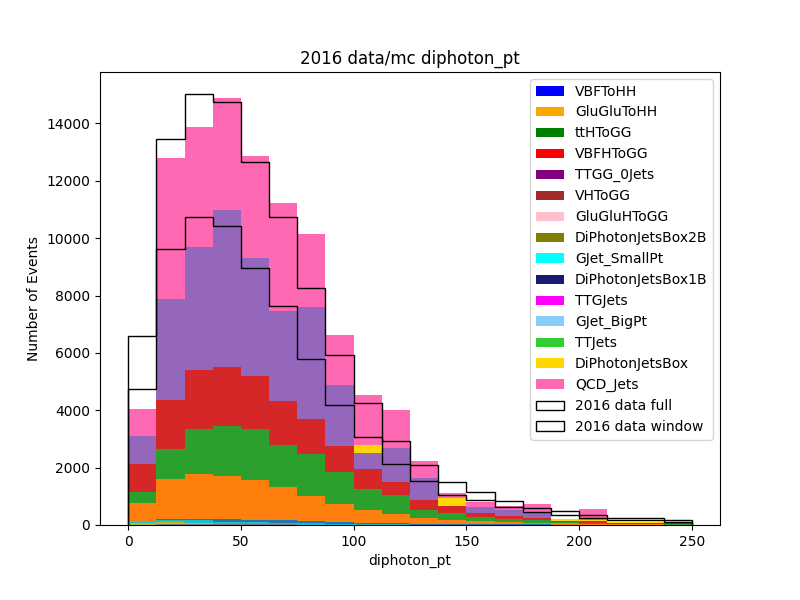 2016 data/mc diphoton_pt
Number of Events
14000
12000
10000
8000
6000
4000
2000
0
0
50
100
150
200
250
diphoton_pt
VBFToHH
GluGluToHH
ttHToGG
VBFHToGG
TTGG_0Jets
VHToGG
GluGluHToGG
DiPhotonJetsBox2B
GJet_SmallPt
DiPhotonJetsBox1B
TTGJets
GJet_BigPt
TTJets
DiPhotonJetsBox
QCD_Jets
2016 data full
2016 data window